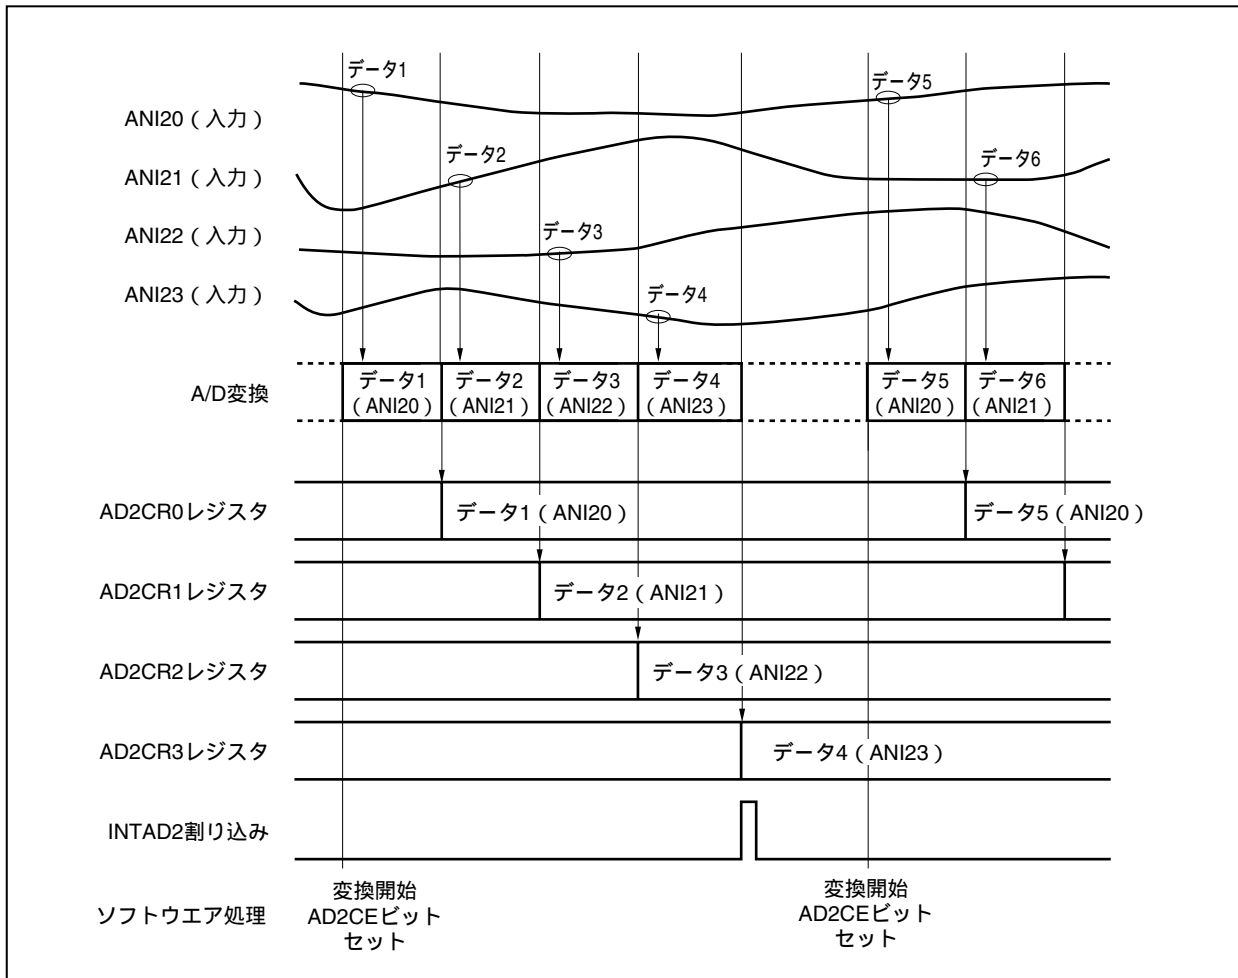 データ1
データ5
ANI20（入力）
データ2
データ6
ANI21（入力）
データ3
ANI22（入力）
データ4
ANI23（入力）
A/D変換
データ1
（ANI20）
データ2
（ANI21）
データ3
（ANI22）
データ4
（ANI23）
データ5
（ANI20）
データ6
（ANI21）
AD2CR0レジスタ
データ1（ANI20）
データ5（ANI20）
AD2CR1レジスタ
データ2（ANI21）
AD2CR2レジスタ
データ3（ANI22）
AD2CR3レジスタ
データ4（ANI23）
INTAD2割り込み
ソフトウエア処理
変換開始
AD2CEビット
セット
変換開始
AD2CEビット
セット